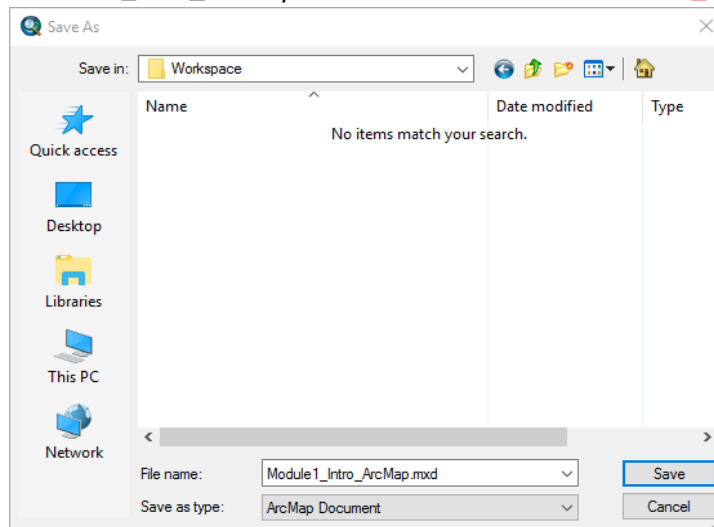 Save As
Save in: Workspace
Name Date modified Type
No items match your search.
Quick access
Desktop
Libraries
This PC
Network
File name: Module1_Intro_ArcMap.mxd Save
Save as type: ArcMap Document Cancel